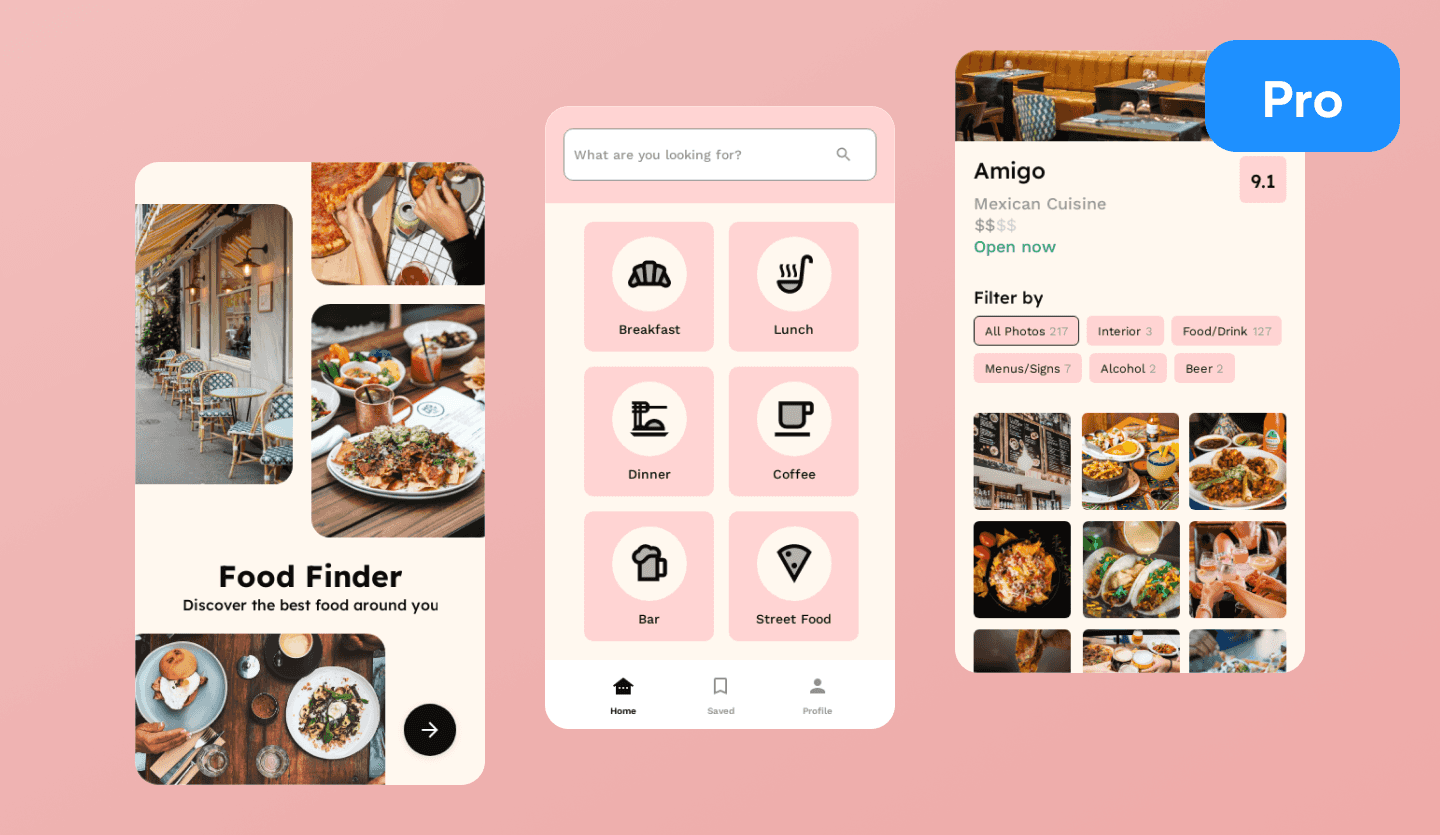 Food Finder
Discover the best food around you
What are you looking for?
Breakfast
Lunch
Dinner
Coffee
Bar
Street Food
Home
Saved
Profile
Pro
Amigo
9.1
Mexican Cuisine
$$$$
Open now
Filter by
All Photos 217
Interior 3
Food/Drink 127
Menus/Signs 7
Alcohol 2
Beer 2